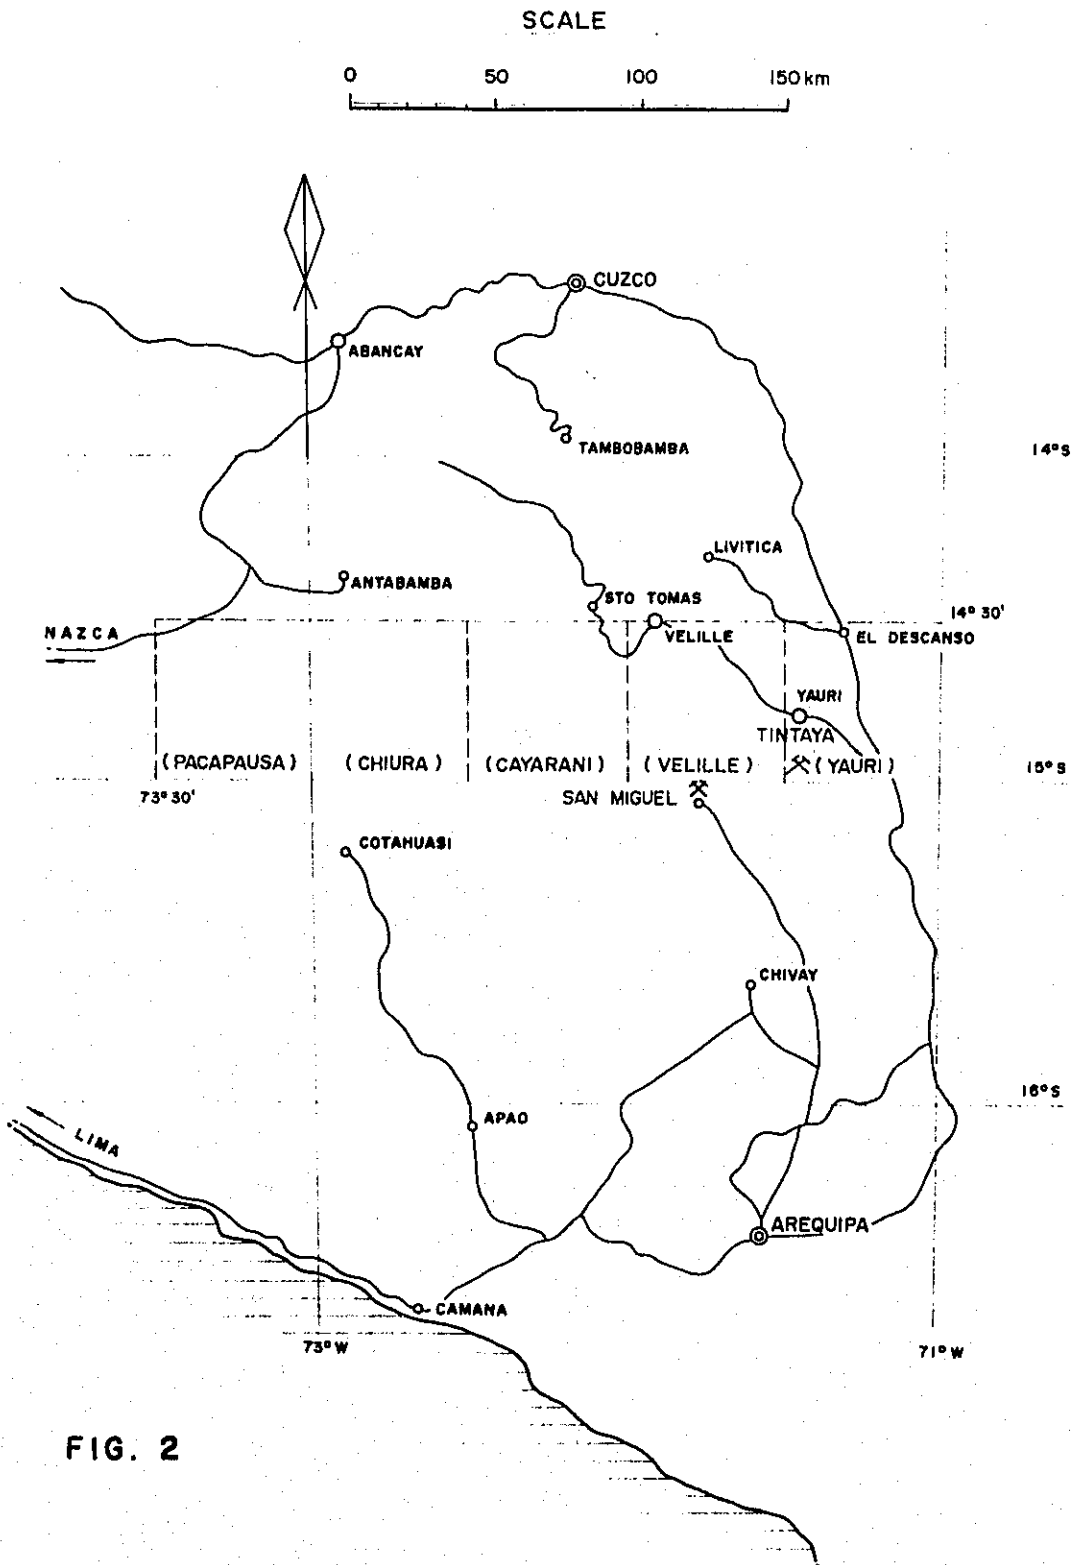 SCALE
0 50 100 150 km
CUZCO
ABANCAY
TAMBOBAMBA
14°S
LIVITICA
ANTABAMBA
STO TOMAS
14° 30'
NAZCA
VELILLE
EL DESCANSO
YAURI
TINTAYA
(PACAPAUSA) (CHIURA) (CAYARANI) (VELILLE) (YAURI)
15°S
73° 30'
SAN MIGUEL
COTAHUASI
CHIVAY
16°S
APAO
LIMA
AREQUIPA
CAMANA
73° W
71° W
FIG. 2